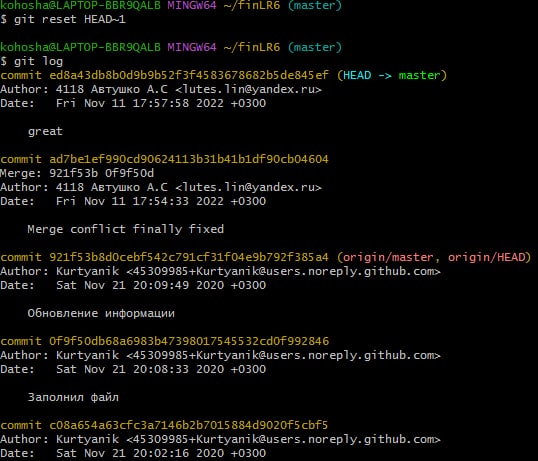 kohosha@LAPTOP-BBR9QALB MINGW64 ~/finLR6 (master)
$ git reset HEAD~1
kohosha@LAPTOP-BBR9QALB MINGW64 ~/finLR6 (master)
$ git log
commit ed8a43db8b0d9b9b52f3f4583678682b5de845ef (HEAD -> master)
Author: 4118 Автушко А.С <lutes.lin@yandex.ru>
Date:   Fri Nov 11 17:57:58 2022 +0300
great
commit ad7be1ef990cd90624113b31b41b1df90cb04604
Merge: 921f53b 0f9f50d
Author: 4118 Автушко А.С <lutes.lin@yandex.ru>
Date:   Fri Nov 11 17:54:33 2022 +0300
Merge conflict finally fixed
commit 921f53b8d0cebf542c791cf31f04e9b792f385a4 (origin/master, origin/HEAD)
Author: Kurtyanik <45309985+Kurtyanik@users.noreply.github.com>
Date:   Sat Nov 21 20:09:49 2020 +0300
Обновление информации
commit 0f9f50db68a6983b47398017545532cd0f992846
Author: Kurtyanik <45309985+Kurtyanik@users.noreply.github.com>
Date:   Sat Nov 21 20:08:33 2020 +0300
Заполнил файл
commit c08a654a63cfc3a7146b2b7015884d9020f5cbf5
Author: Kurtyanik <45309985+Kurtyanik@users.noreply.github.com>
Date:   Sat Nov 21 20:02:16 2020 +0300